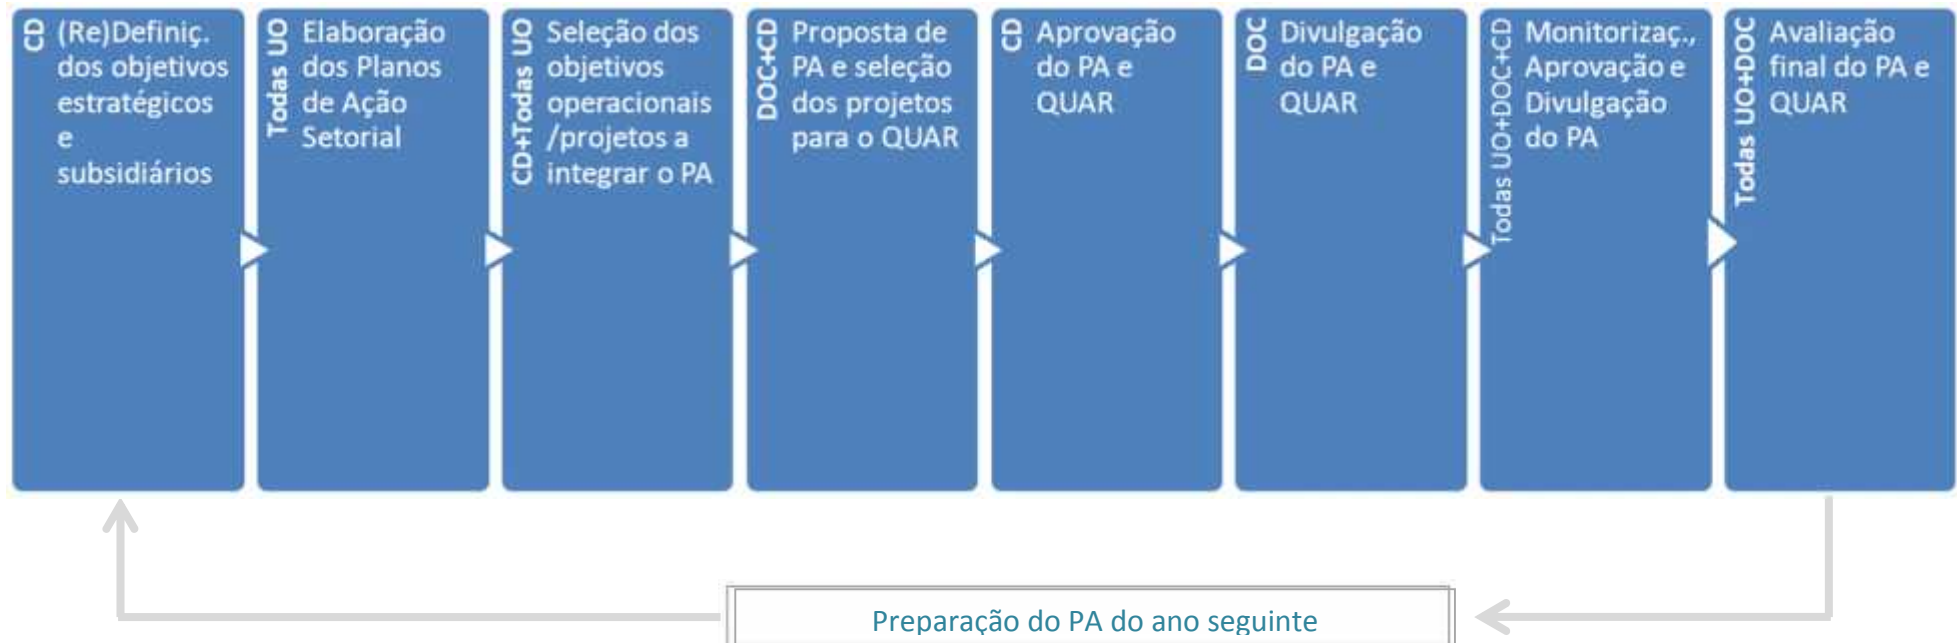 CD
(Re)Definiç.
dos objetivos
estratégicos
e
subsidiários
Todas UO
Elaboração
dos Planos
de Ação
Setorial
CD+Todas UO
Seleção dos
objetivos
operacionais
/projetos a
integrar o PA
DOC+CD
Proposta de
PA e seleção
dos projetos
para o QUAR
CD
Aprovação
do PA e
QUAR
DOC
Divulgação
do PA e
QUAR
Todas UO+DOC+CD
Monitorizaç.,
Aprovação e
Divulgação
do PA
Todas UO+DOC
Avaliação
final do PA e
QUAR
Preparação do PA do ano seguinte